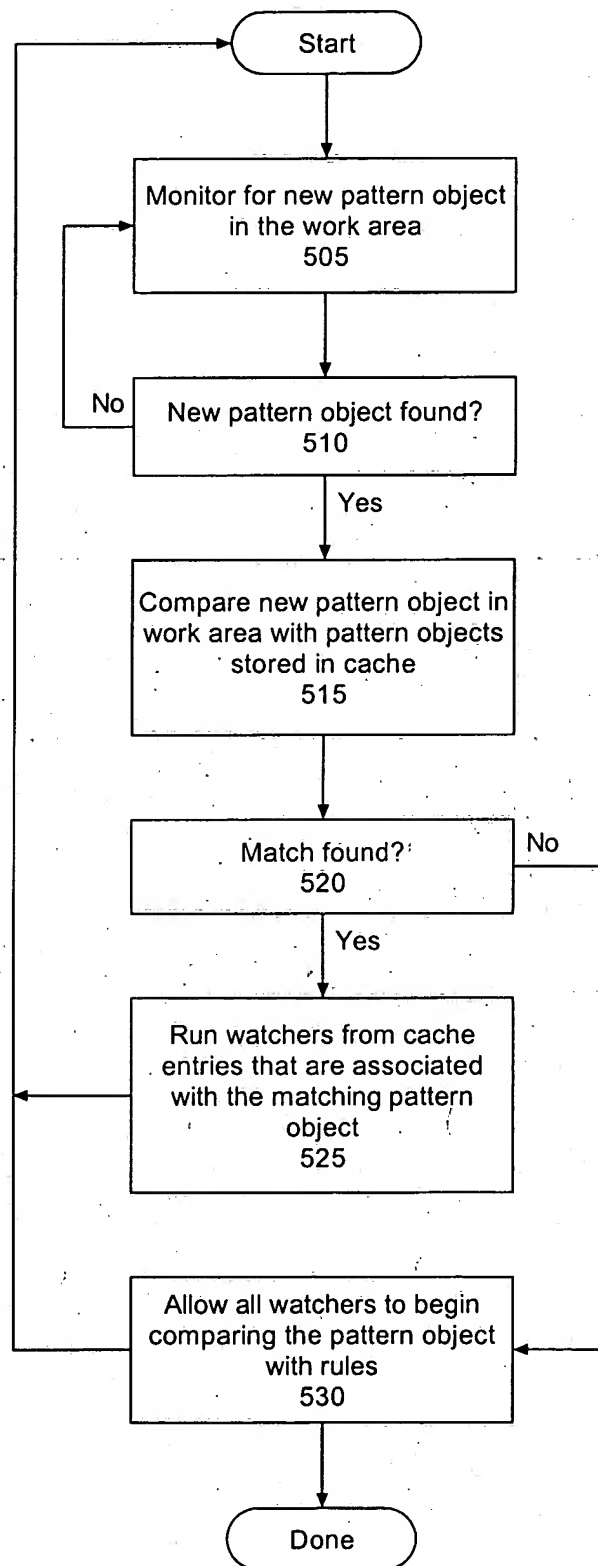 Start
Monitor for new pattern object
in the work area
505
No
New pattern object found?
510
Yes
Compare new pattern object in
work area with pattern objects
stored in cache
515
Match found?
520
No
Yes
Run watchers from cache
entries that are associated
with the matching pattern
object
525
Allow all watchers to begin
comparing the pattern object
with rules
530
Done